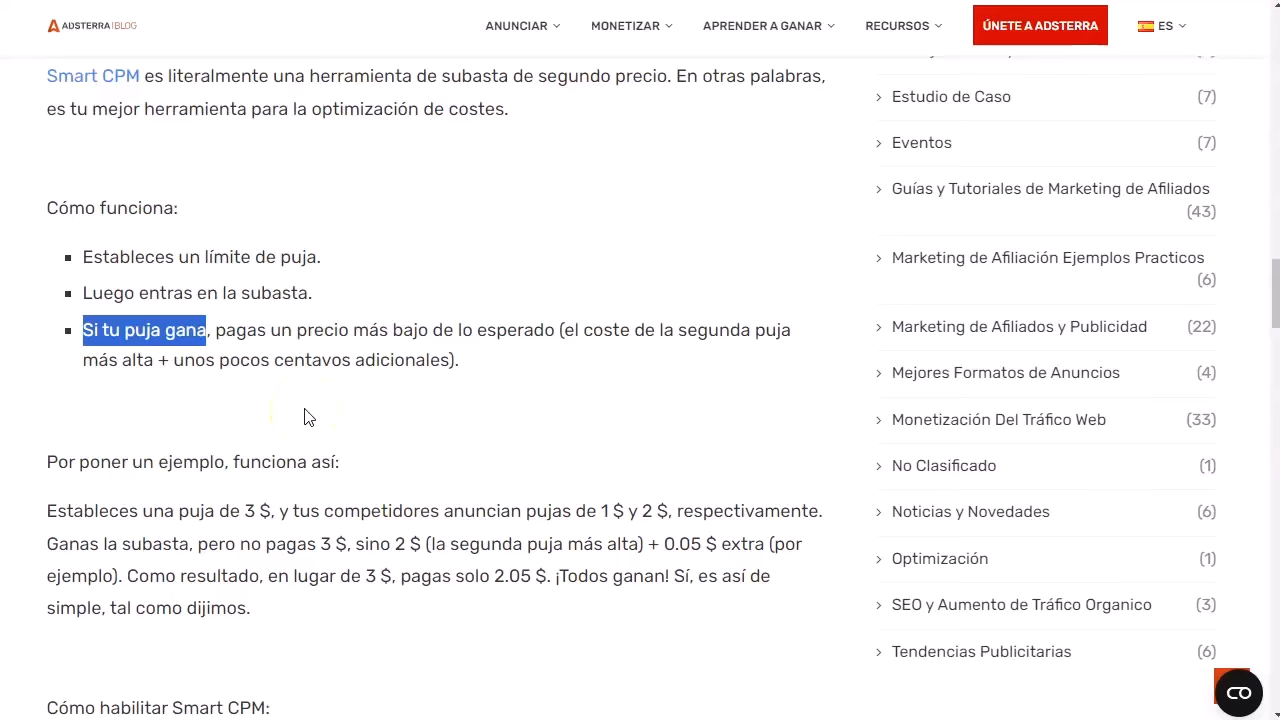 ADSTERRA BLOG
ANUNCIAR
MONETIZAR
APRENDER A GANAR
RECURSOS
ÚNETE A ADSTERRA
ES
Smart CPM es literalmente una herramienta de subasta de segundo precio. En otras palabras,
es tu mejor herramienta para la optimización de costes.
Cómo funciona:
Estableces un límite de puja.
Luego entras en la subasta.
Si tu puja gana, pagas un precio más bajo de lo esperado (el coste de la segunda puja
más alta + unos pocos centavos adicionales).
Por poner un ejemplo, funciona así:
Estableces una puja de 3 $, y tus competidores anuncian pujas de 1 $ y 2 $, respectivamente.
Ganas la subasta, pero no pagas 3 $, sino 2 $ (la segunda puja más alta) + 0.05 $ extra (por
ejemplo). Como resultado, en lugar de 3 $, pagas solo 2.05 $. ¡Todos ganan! Sí, es así de
simple, tal como dijimos.
Cómo habilitar Smart CPM:
Estudio de Caso (7)
Eventos (7)
Guías y Tutoriales de Marketing de Afiliados
(43)
Marketing de Afiliación Ejemplos Practicos
(6)
Marketing de Afiliados y Publicidad (22)
Mejores Formatos de Anuncios (4)
Monetización Del Tráfico Web (33)
No Clasificado (1)
Noticias y Novedades (6)
Optimización (1)
SEO y Aumento de Tráfico Organico (3)
Tendencias Publicitarias (6)